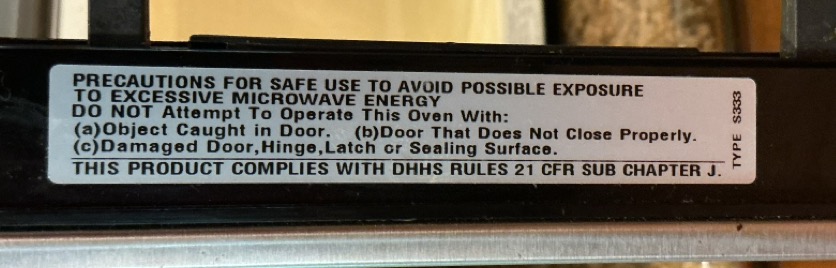 PRECAUTIONS FOR SAFE USE TO AVOID POSSIBLE EXPOSURE
TO EXCESSIVE MICROWAVE ENERGY
DO NOT Attempt To Operate This Oven With:
(a)Object Caught in Door. (b)Door That Does Not Close Properly.
(c)Damaged Door,Hinge,Latch or Sealing Surface.
THIS PRODUCT COMPLIES WITH DHHS RULES 21 CFR SUB CHAPTER J.
TYPE S333